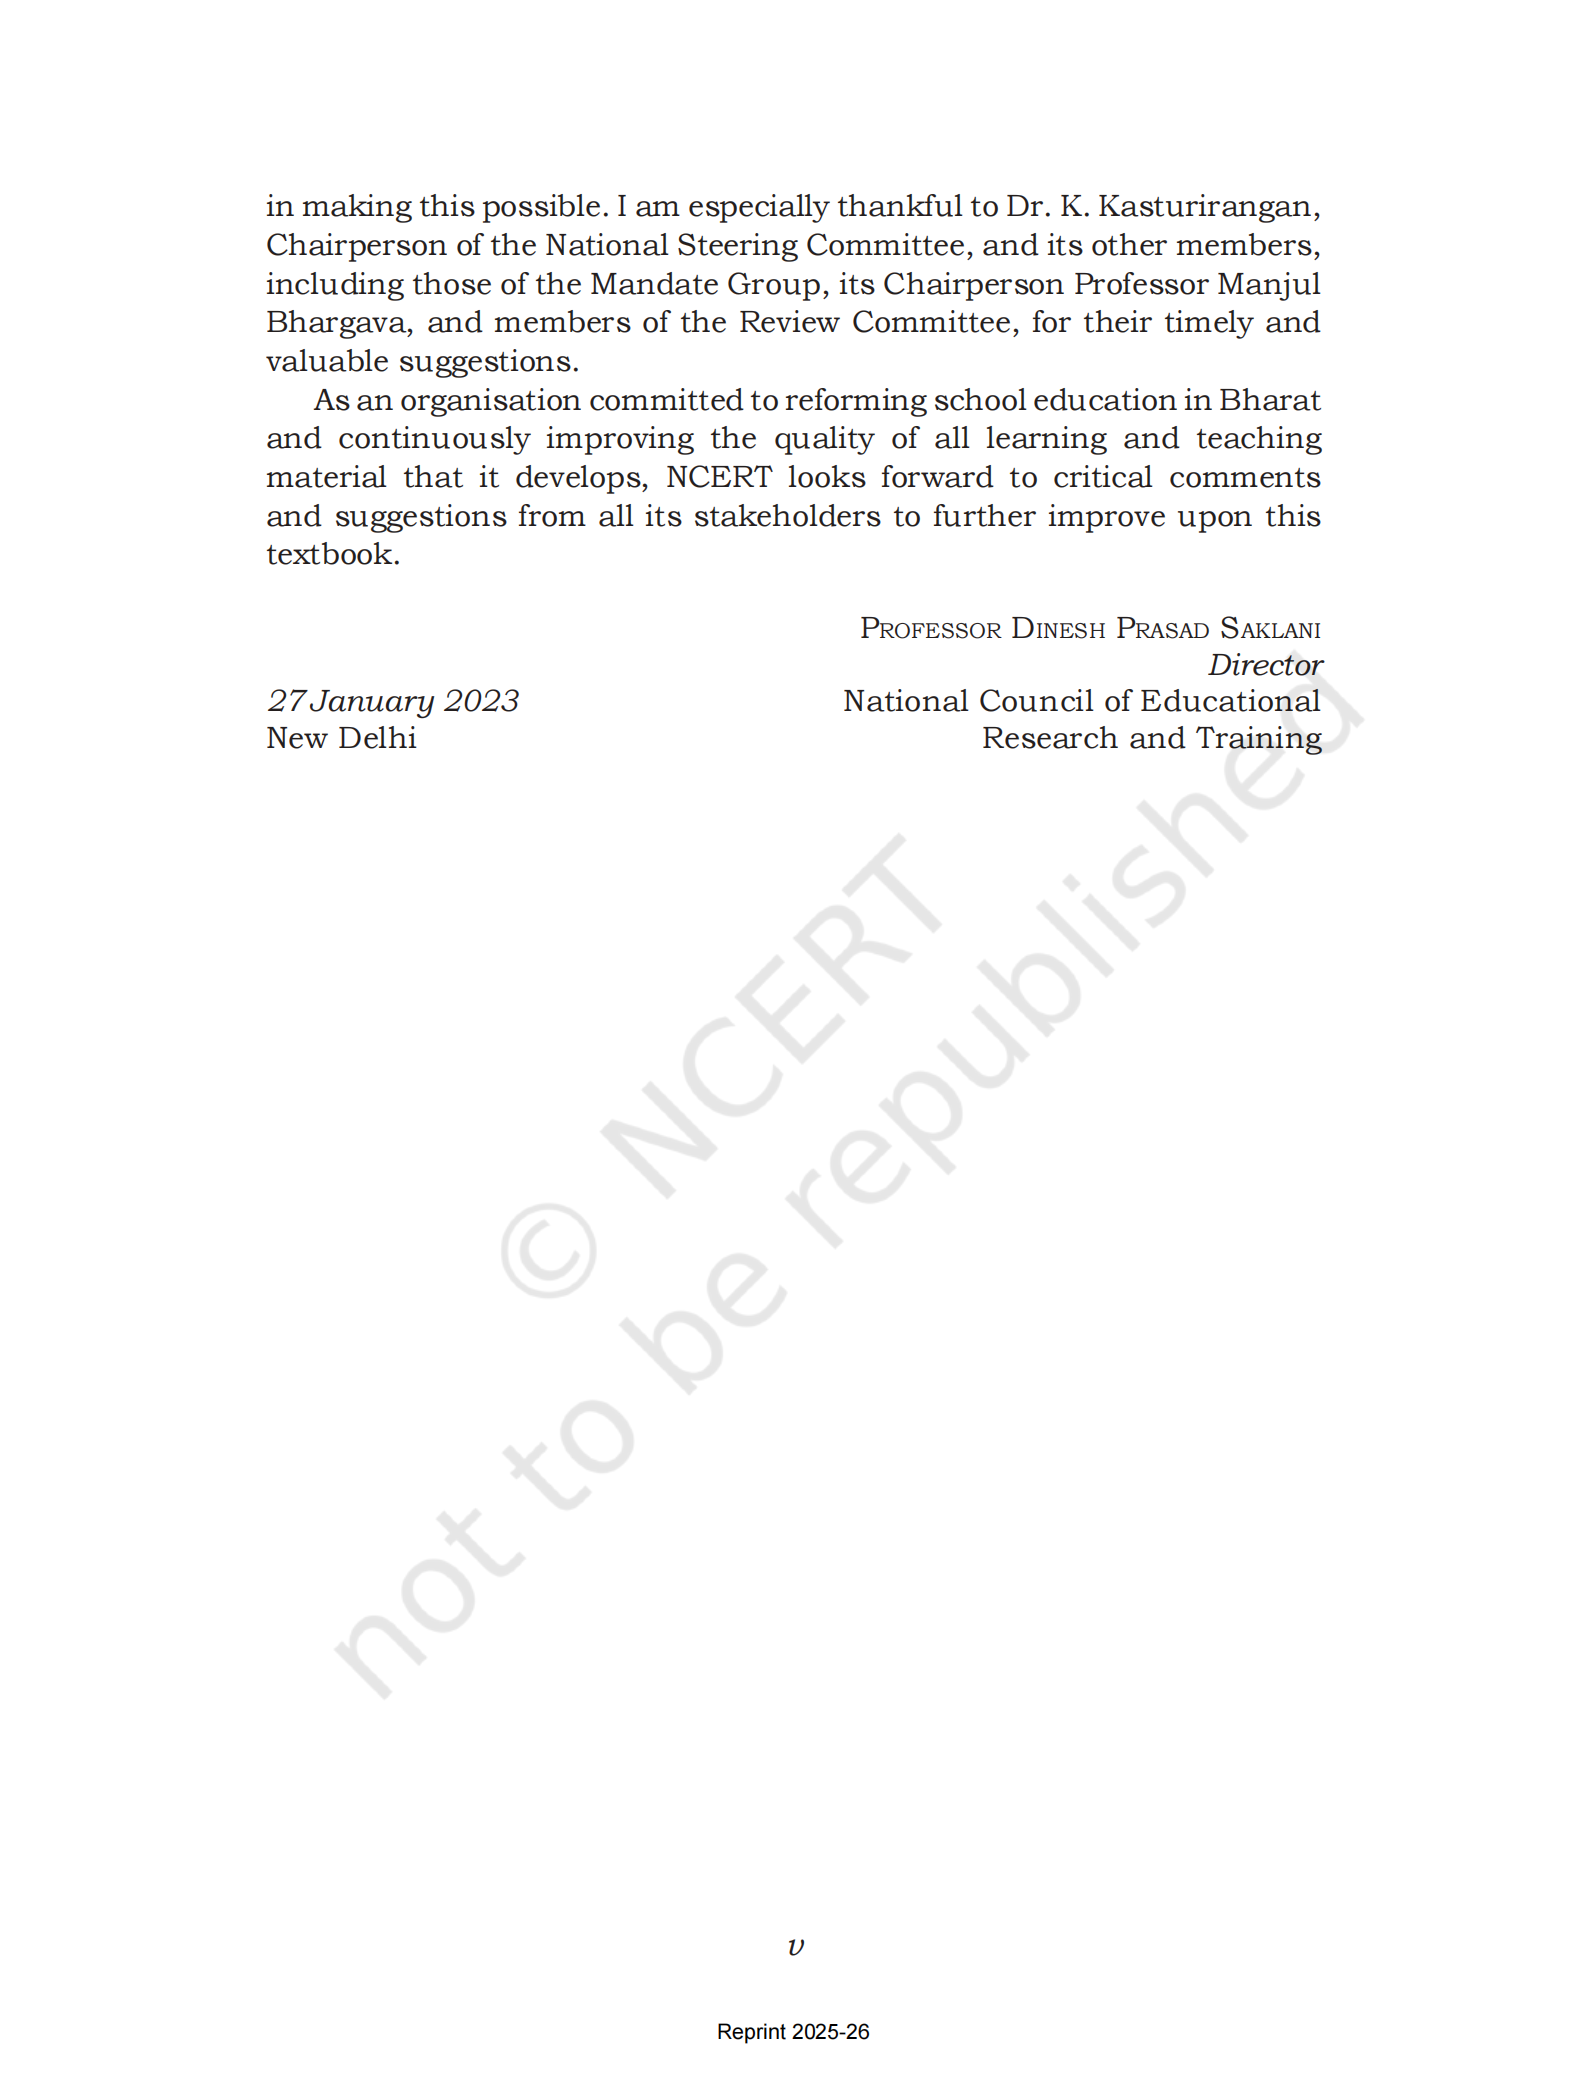 in making this possible. I am especially thankful to Dr. K. Kasturirangan,
Chairperson of the National Steering Committee, and its other members,
including those of the Mandate Group, its Chairperson Professor Manjul
Bhargava, and members of the Review Committee, for their timely and
valuable suggestions.
As an organisation committed to reforming school education in Bharat
and continuously improving the quality of all learning and teaching
material that it develops, NCERT looks forward to critical comments
and suggestions from all its stakeholders to further improve upon this
textbook.
Professor Dinesh Prasad Saklani
Director
27 January 2023 National Council of Educational
New Delhi Research and Training
© NCERT
not to be republished
v
Reprint 2025-26